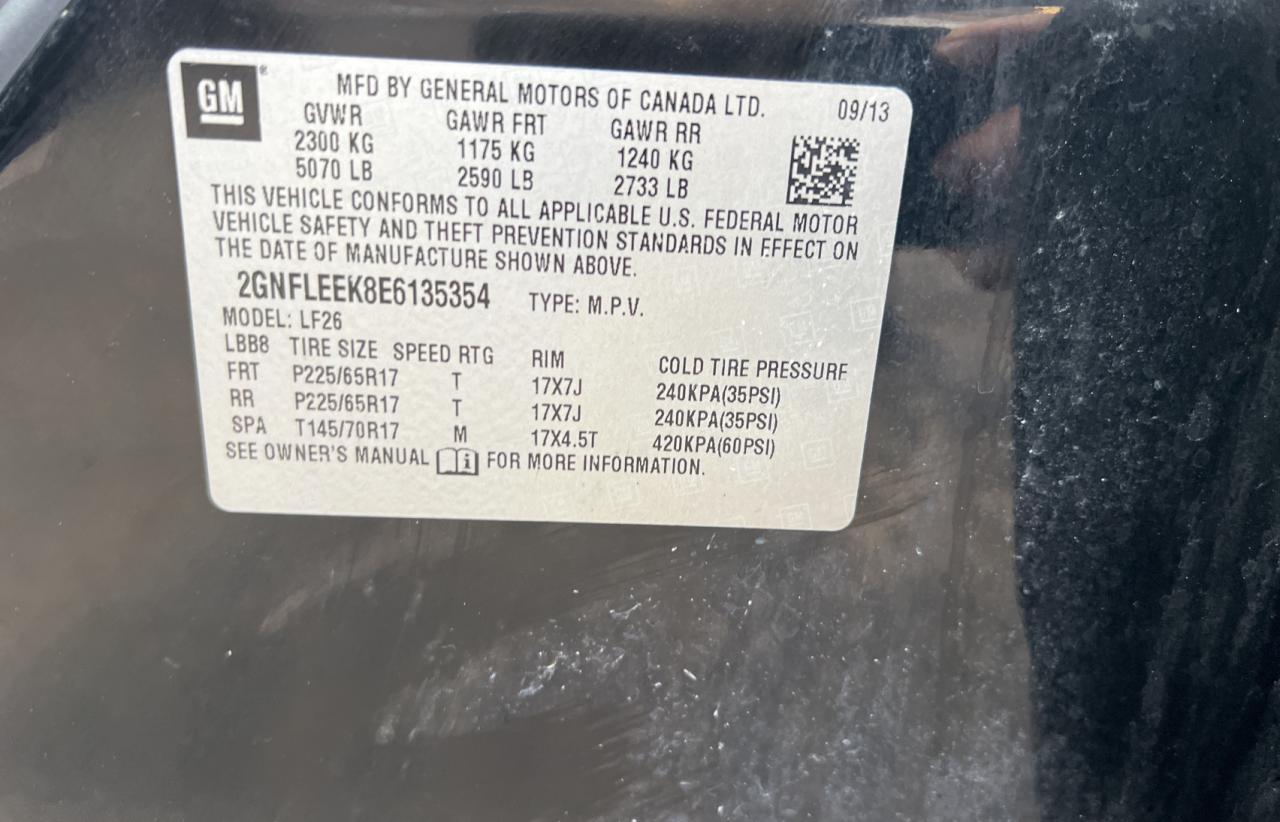 GM®
MFD BY GENERAL MOTORS OF CANADA LTD. 09/13
GVWR GAWR FRT GAWR RR
2300 KG 1175 KG 1240 KG
5070 LB 2590 LB 2733 LB
THIS VEHICLE CONFORMS TO ALL APPLICABLE U.S. FEDERAL MOTOR
VEHICLE SAFETY AND THEFT PREVENTION STANDARDS IN EFFECT ON
THE DATE OF MANUFACTURE SHOWN ABOVE.
2GNFLEEK8E6135354 TYPE: M.P.V.
MODEL: LF26
LBB8 TIRE SIZE SPEED RTG RIM COLD TIRE PRESSURE
FRT P225/65R17 T 17X7J 240KPA(35PSI)
RR P225/65R17 T 17X7J 240KPA(35PSI)
SPA T145/70R17 M 17X4.5T 420KPA(60PSI)
SEE OWNER'S MANUAL i FOR MORE INFORMATION.